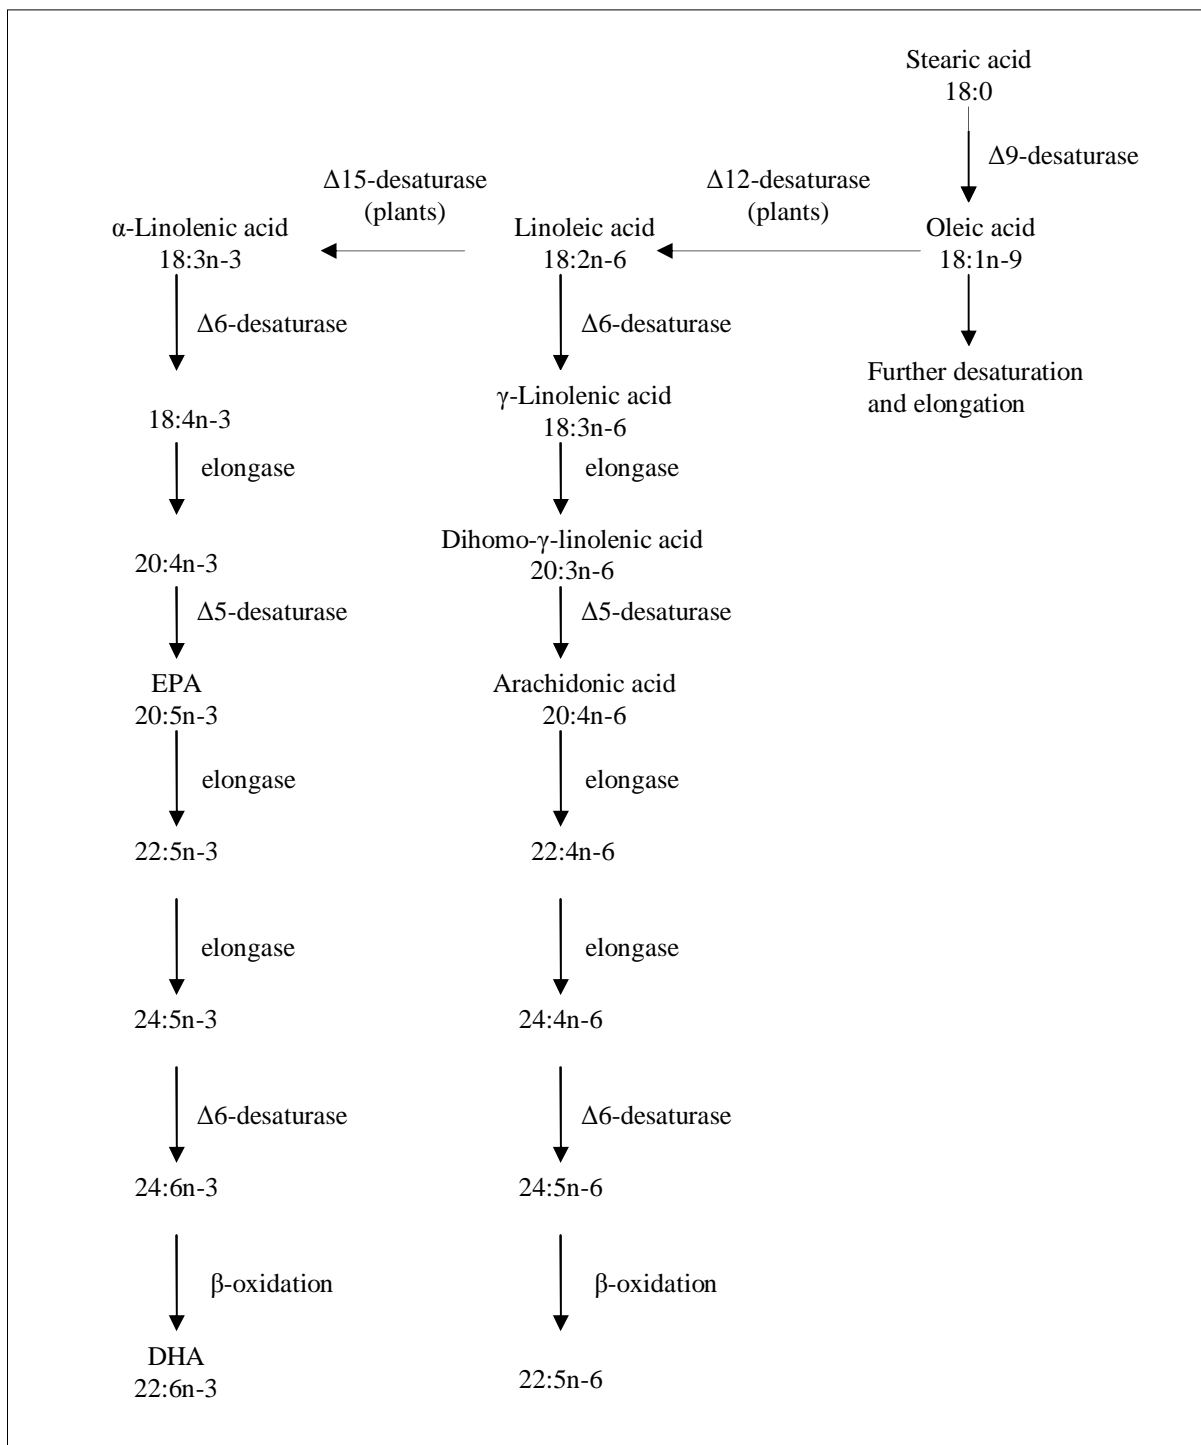 Stearic acid
18:0
Δ9-desaturase
Δ15-desaturase
(plants)
Δ12-desaturase
(plants)
α-Linolenic acid
18:3n-3
Linoleic acid
18:2n-6
Oleic acid
18:1n-9
Δ6-desaturase
Δ6-desaturase
Further desaturation
and elongation
18:4n-3
γ-Linolenic acid
18:3n-6
elongase
elongase
20:4n-3
Dihomo-γ-linolenic acid
20:3n-6
Δ5-desaturase
Δ5-desaturase
EPA
20:5n-3
Arachidonic acid
20:4n-6
elongase
elongase
22:5n-3
22:4n-6
elongase
elongase
24:5n-3
24:4n-6
Δ6-desaturase
Δ6-desaturase
24:6n-3
24:5n-6
β-oxidation
β-oxidation
DHA
22:6n-3
22:5n-6